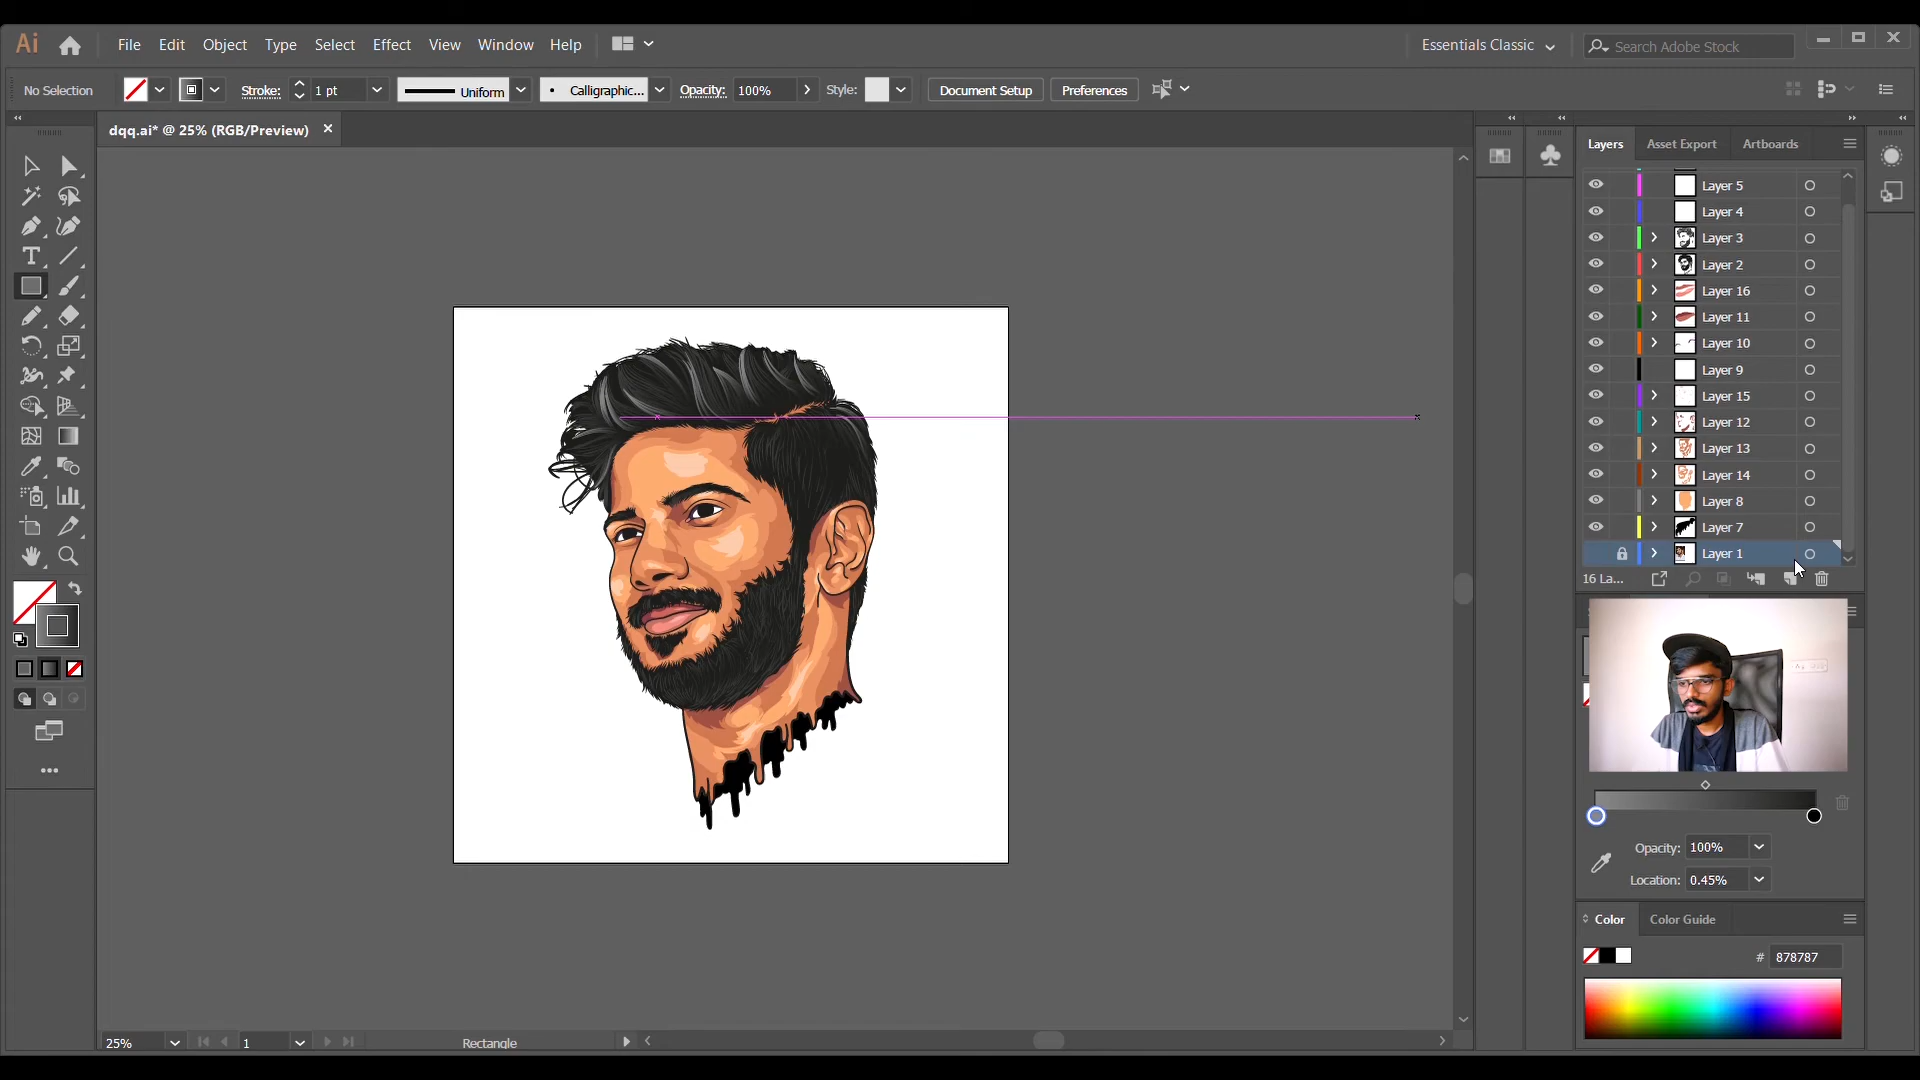 Ai File Edit Object Type Select Effect View Window Help Essentials Classic Search Adobe Stock
No Selection Stroke: 1 pt Uniform Calligraphic... Opacity: 100% Style: Document Setup Preferences
dqq.ai* @ 25% (RGB/Preview)
Layers Asset Export Artboards
Layer 5
Layer 4
Layer 3
Layer 2
Layer 16
Layer 11
Layer 10
Layer 9
Layer 15
Layer 12
Layer 13
Layer 14
Layer 8
Layer 7
Layer 1
16 La...
Opacity: 100%
Location: 0.45%
Color Color Guide
# 878787
25% 1 Rectangle